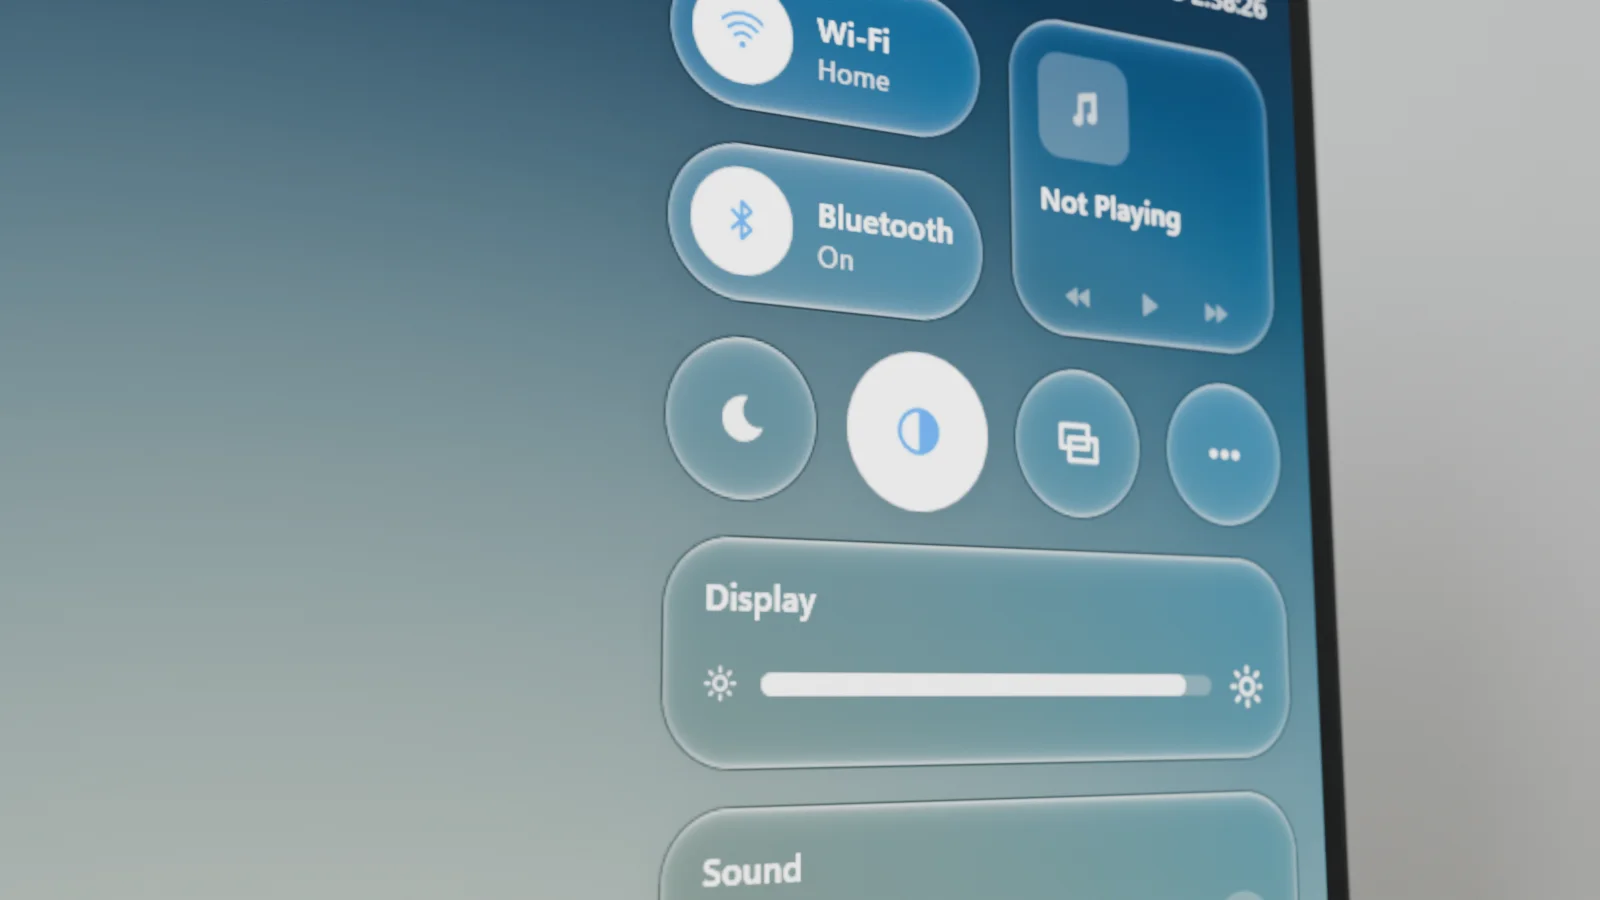 Wi-Fi
Home
Not Playing
Bluetooth
On
Display
Sound